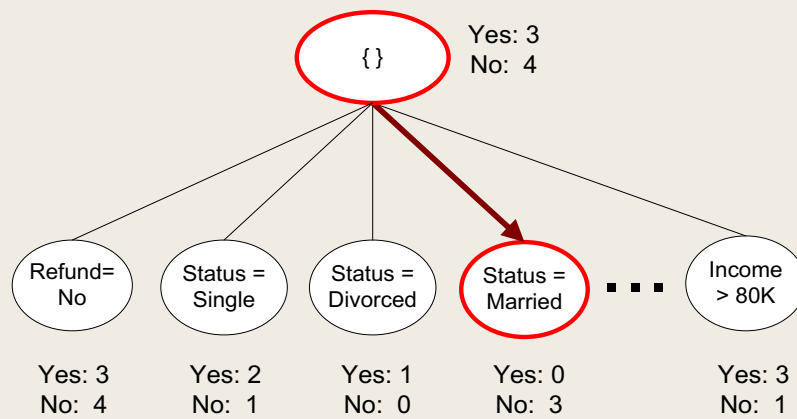 { }
Yes: 3
No: 4
Refund=
No
Status =
Single
Status =
Divorced
Status =
Married
...
Income
> 80K
Yes: 3
No: 4
Yes: 2
No: 1
Yes: 1
No: 0
Yes: 0
No: 3
Yes: 3
No: 1